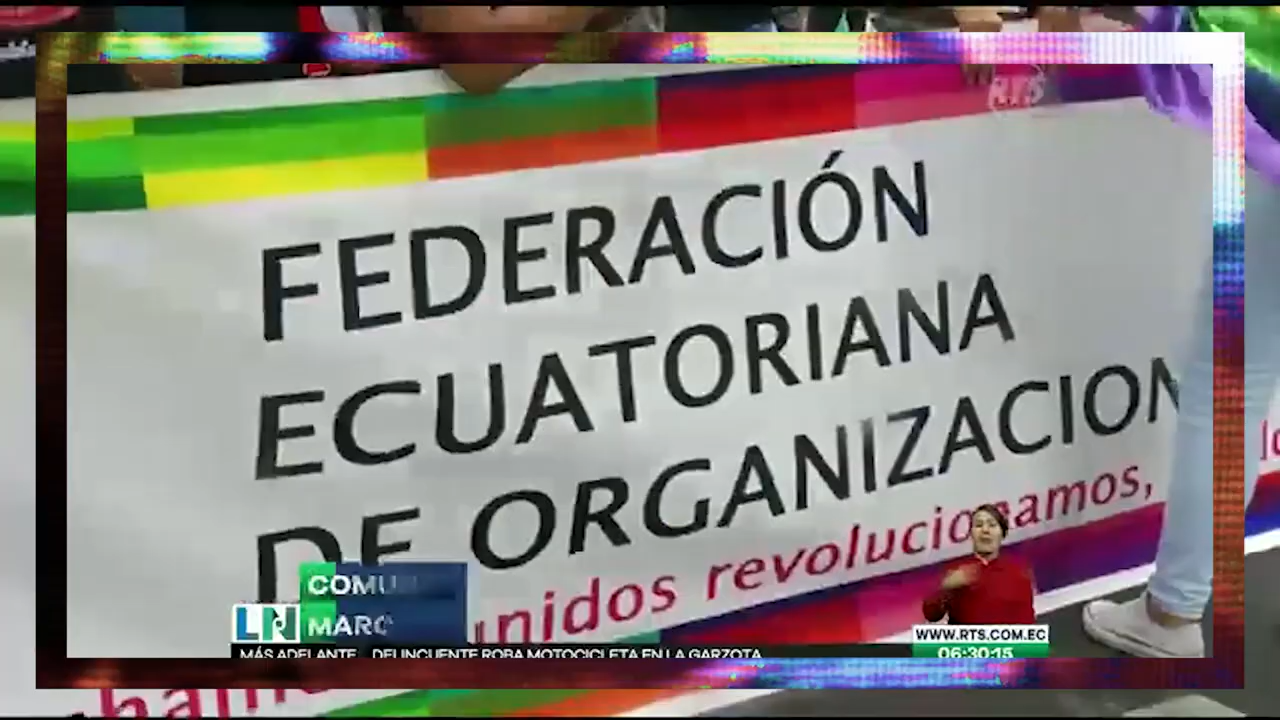 RTS
FEDERACIÓN
ECUATORIANA
DE ORGANIZACION
unidos revolucionamos,
COMU
LN MARC
WWW.RTS.COM.EC
MÁS ADELANTE DELINCUENTE ROBA MOTOCICLETA EN LA GARZOTA
06:30:15